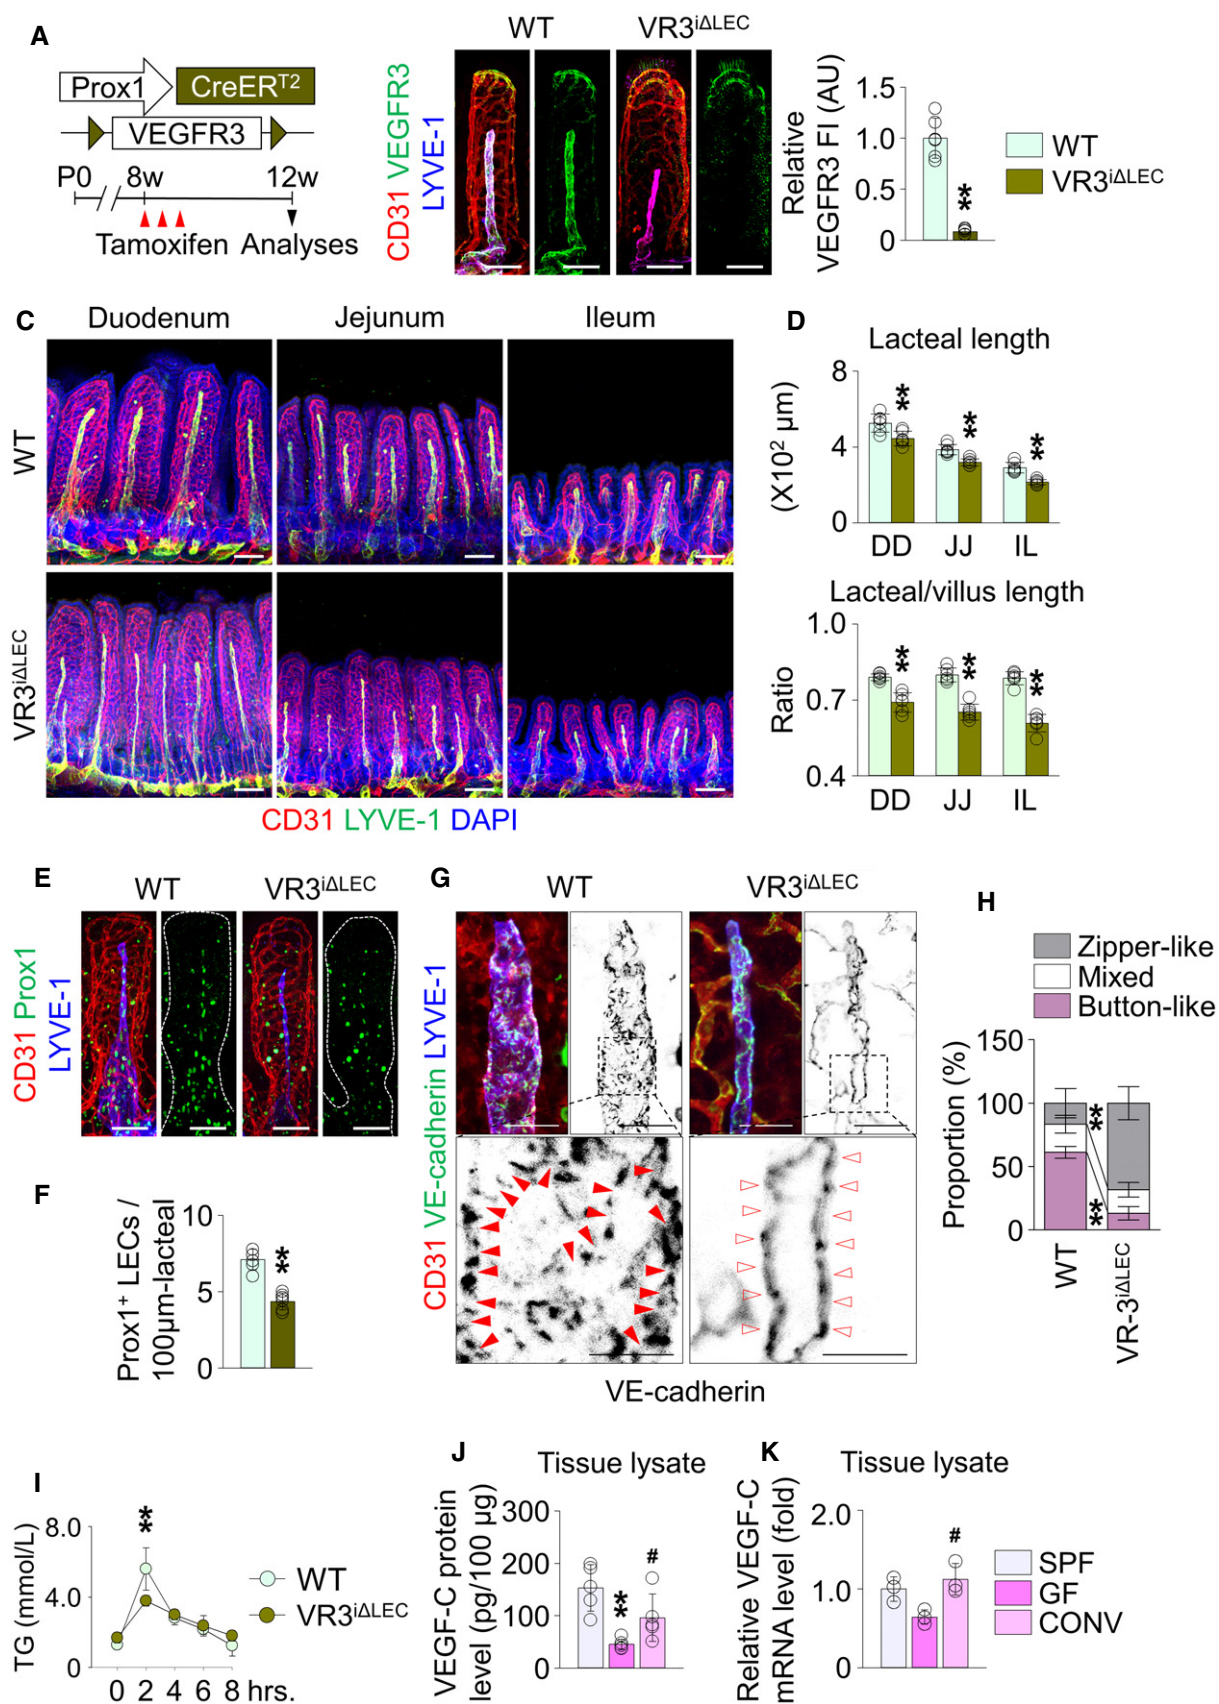 A
Prox1
CreERT2
VEGFR3
P0
8w
12w
Tamoxifen
Analyses
WT
VR3iΔLEC
CD31 VEGFR3
LYVE-1
Relative
VEGFR3 FI (AU)
1.5
1.0
0.5
0
**
WT
VR3iΔLEC
C
Duodenum
Jejunum
Ileum
WT
VR3iΔLEC
CD31 LYVE-1 DAPI
D
Lacteal length
(X10² µm)
8
4
0
**
**
**
DD
JJ
IL
Lacteal/villus length
Ratio
1.0
0.7
0.4
**
**
**
DD
JJ
IL
E
WT
VR3iΔLEC
CD31 Prox1
LYVE-1
F
Prox1+ LECs /
100µm-lacteal
10
5
0
**
G
WT
VR3iΔLEC
CD31 VE-cadherin LYVE-1
VE-cadherin
H
Zipper-like
Mixed
Button-like
Proportion (%)
150
100
50
0
**
**
WT
VR-3iΔLEC
I
TG (mmol/L)
8.0
4.0
0
**
0 2 4 6 8 hrs.
WT
VR3iΔLEC
J
Tissue lysate
VEGF-C protein
level (pg/100 µg)
300
200
100
0
**
#
K
Tissue lysate
Relative VEGF-C
mRNA level (fold)
2.0
1.0
0
#
SPF
GF
CONV